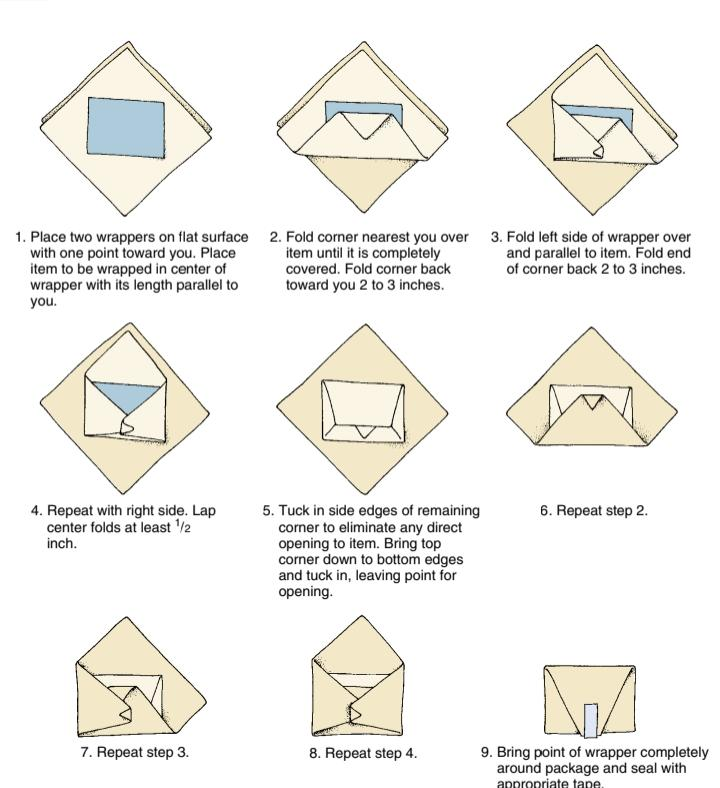 1. Place two wrappers on flat surface
with one point toward you. Place
item to be wrapped in center of
wrapper with its length parallel to
you.
2. Fold corner nearest you over
item until it is completely
covered. Fold corner back
toward you 2 to 3 inches.
3. Fold left side of wrapper over
and parallel to item. Fold end
of corner back 2 to 3 inches.
4. Repeat with right side. Lap
center folds at least 1/2
inch.
5. Tuck in side edges of remaining
corner to eliminate any direct
opening to item. Bring top
corner down to bottom edges
and tuck in, leaving point for
opening.
6. Repeat step 2.
7. Repeat step 3.
8. Repeat step 4.
9. Bring point of wrapper completely
around package and seal with
appropriate tape.